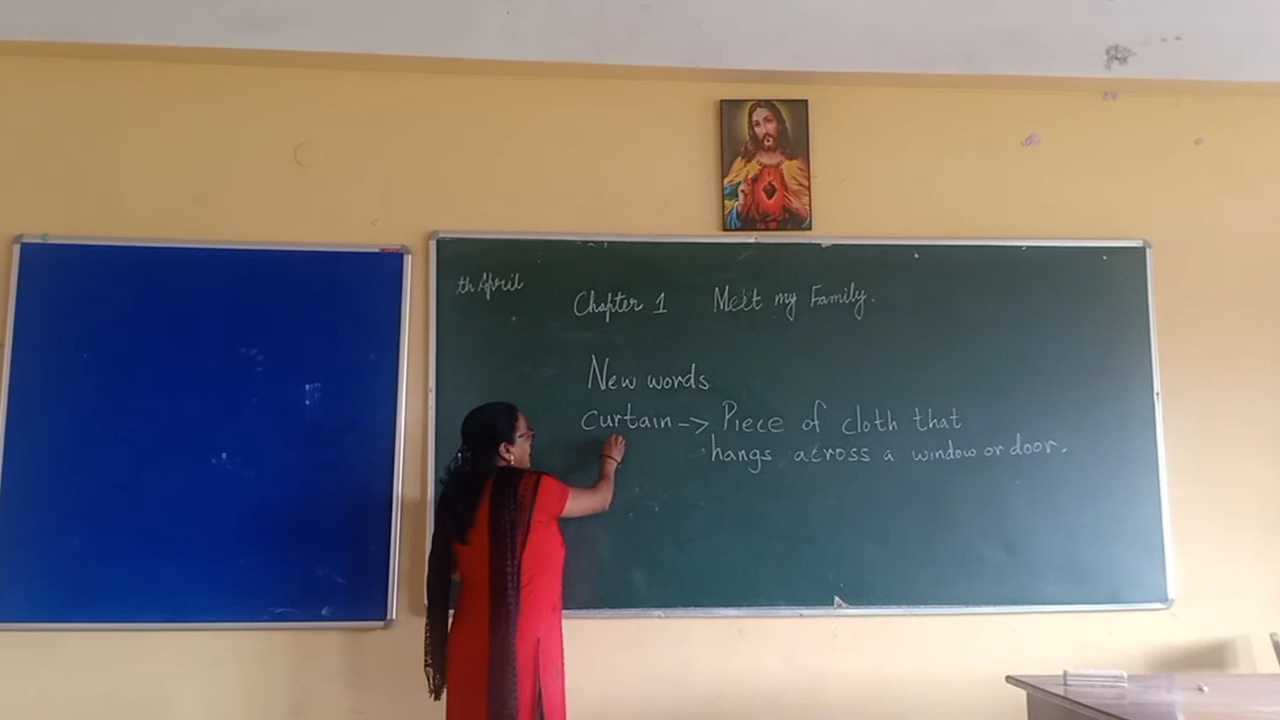 th April
Chapter 1 Meet my Family.
New words
curtain -> Piece of cloth that
hangs across a window or door.